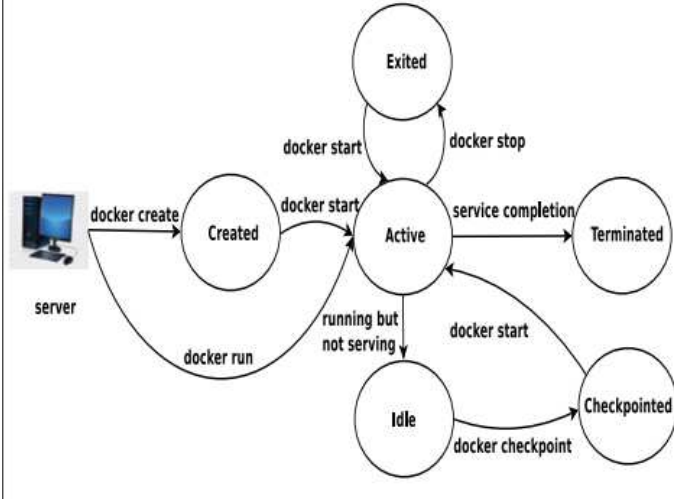 Exited
docker start
docker stop
docker create
Created
docker start
Active
service completion
Terminated
server
docker run
running but
not serving
docker start
Idle
docker checkpoint
Checkpointed